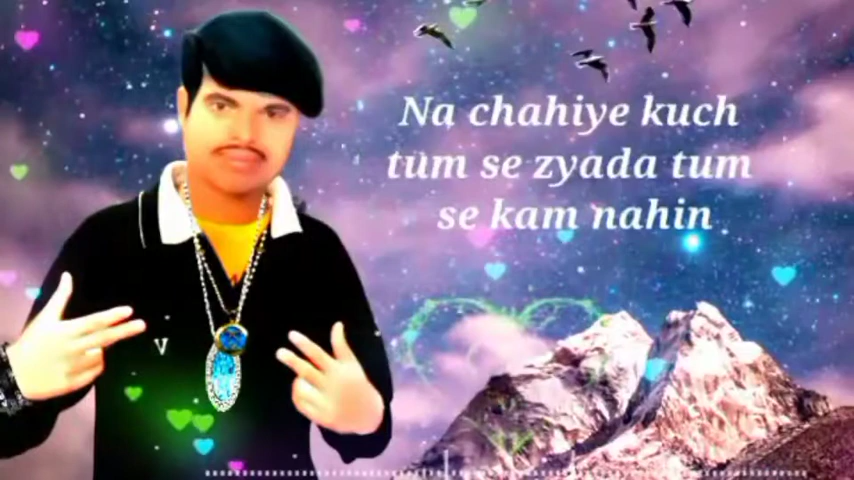 Na chahiye kuch
tum se zyada tum
se kam nahin
V